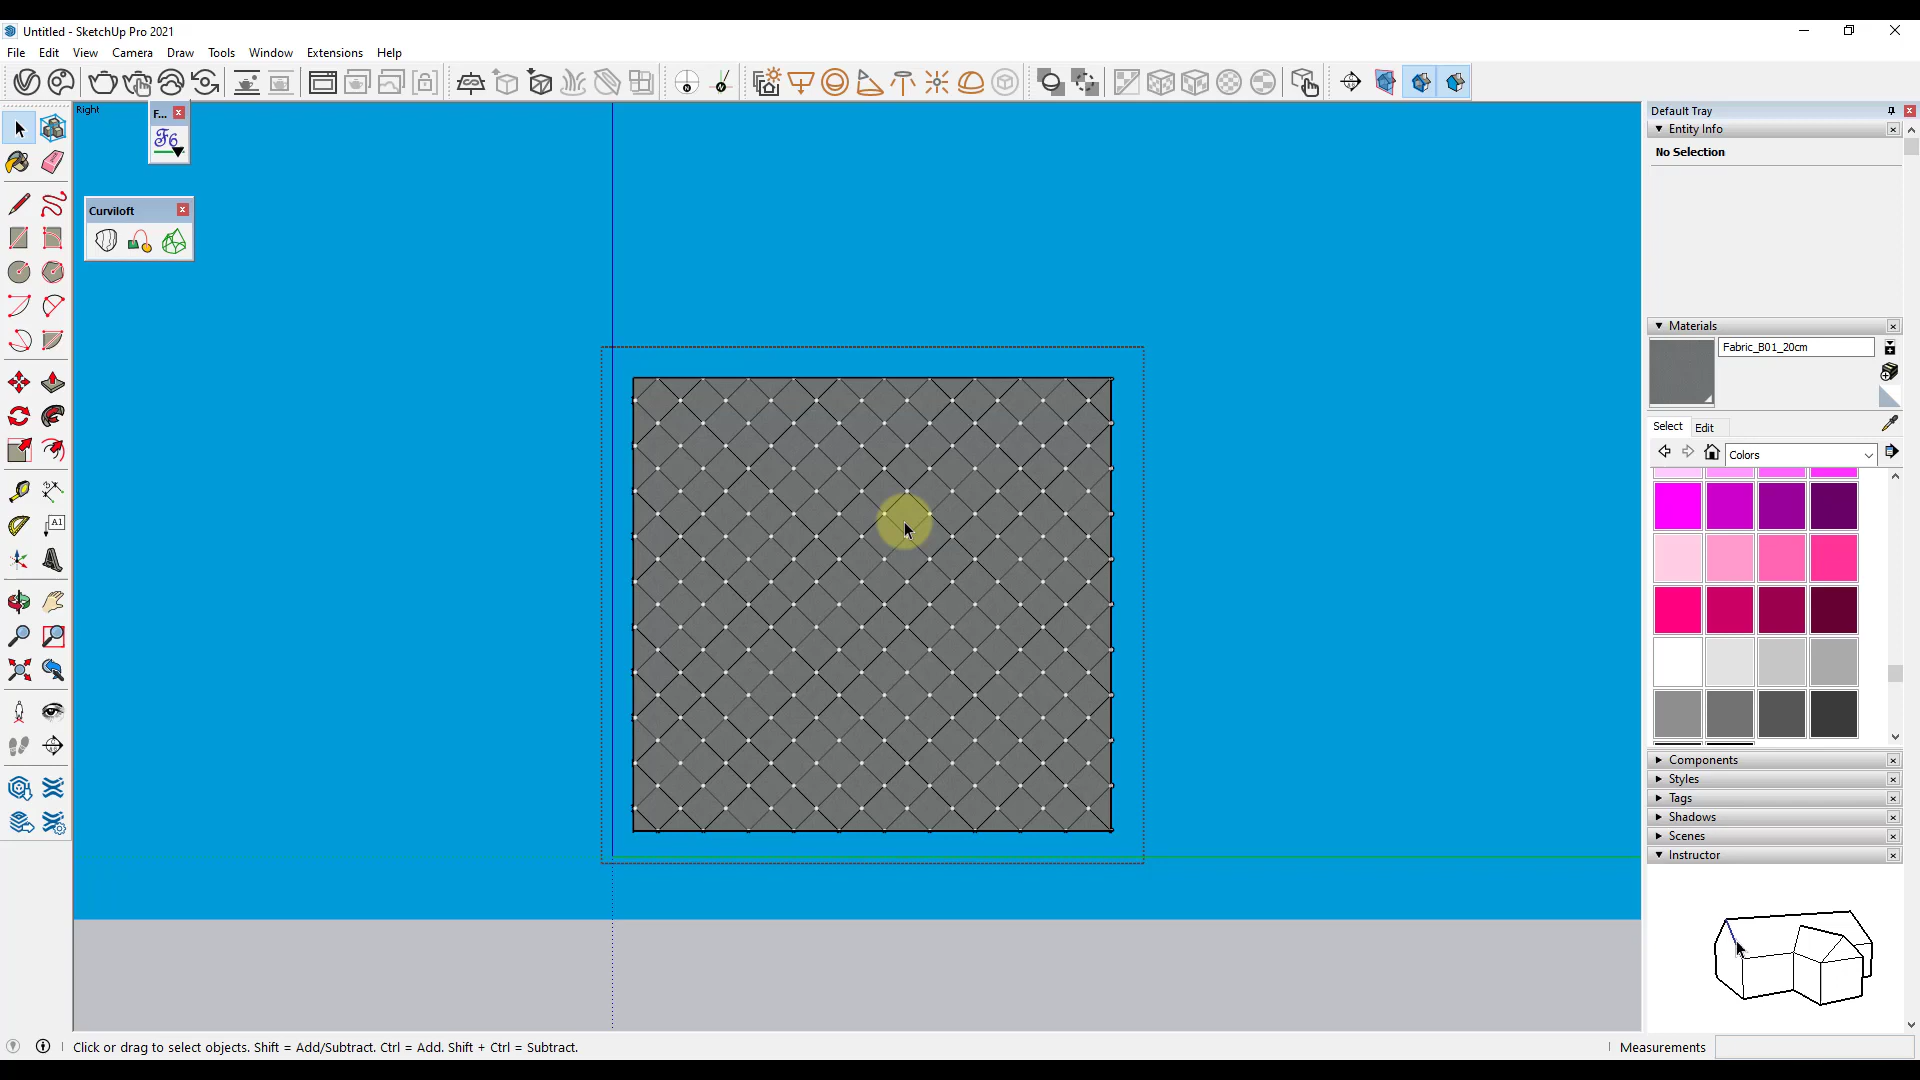 Untitled - SketchUp Pro 2021
File Edit View Camera Draw Tools Window Extensions Help
Right
F...
F6
Curviloft
A1
Default Tray
Entity Info
No Selection
Materials
Fabric_B01_20cm
Select Edit
Colors
Components
Styles
Tags
Shadows
Scenes
Instructor
Click or drag to select objects. Shift = Add/Subtract. Ctrl = Add. Shift + Ctrl = Subtract.
Measurements